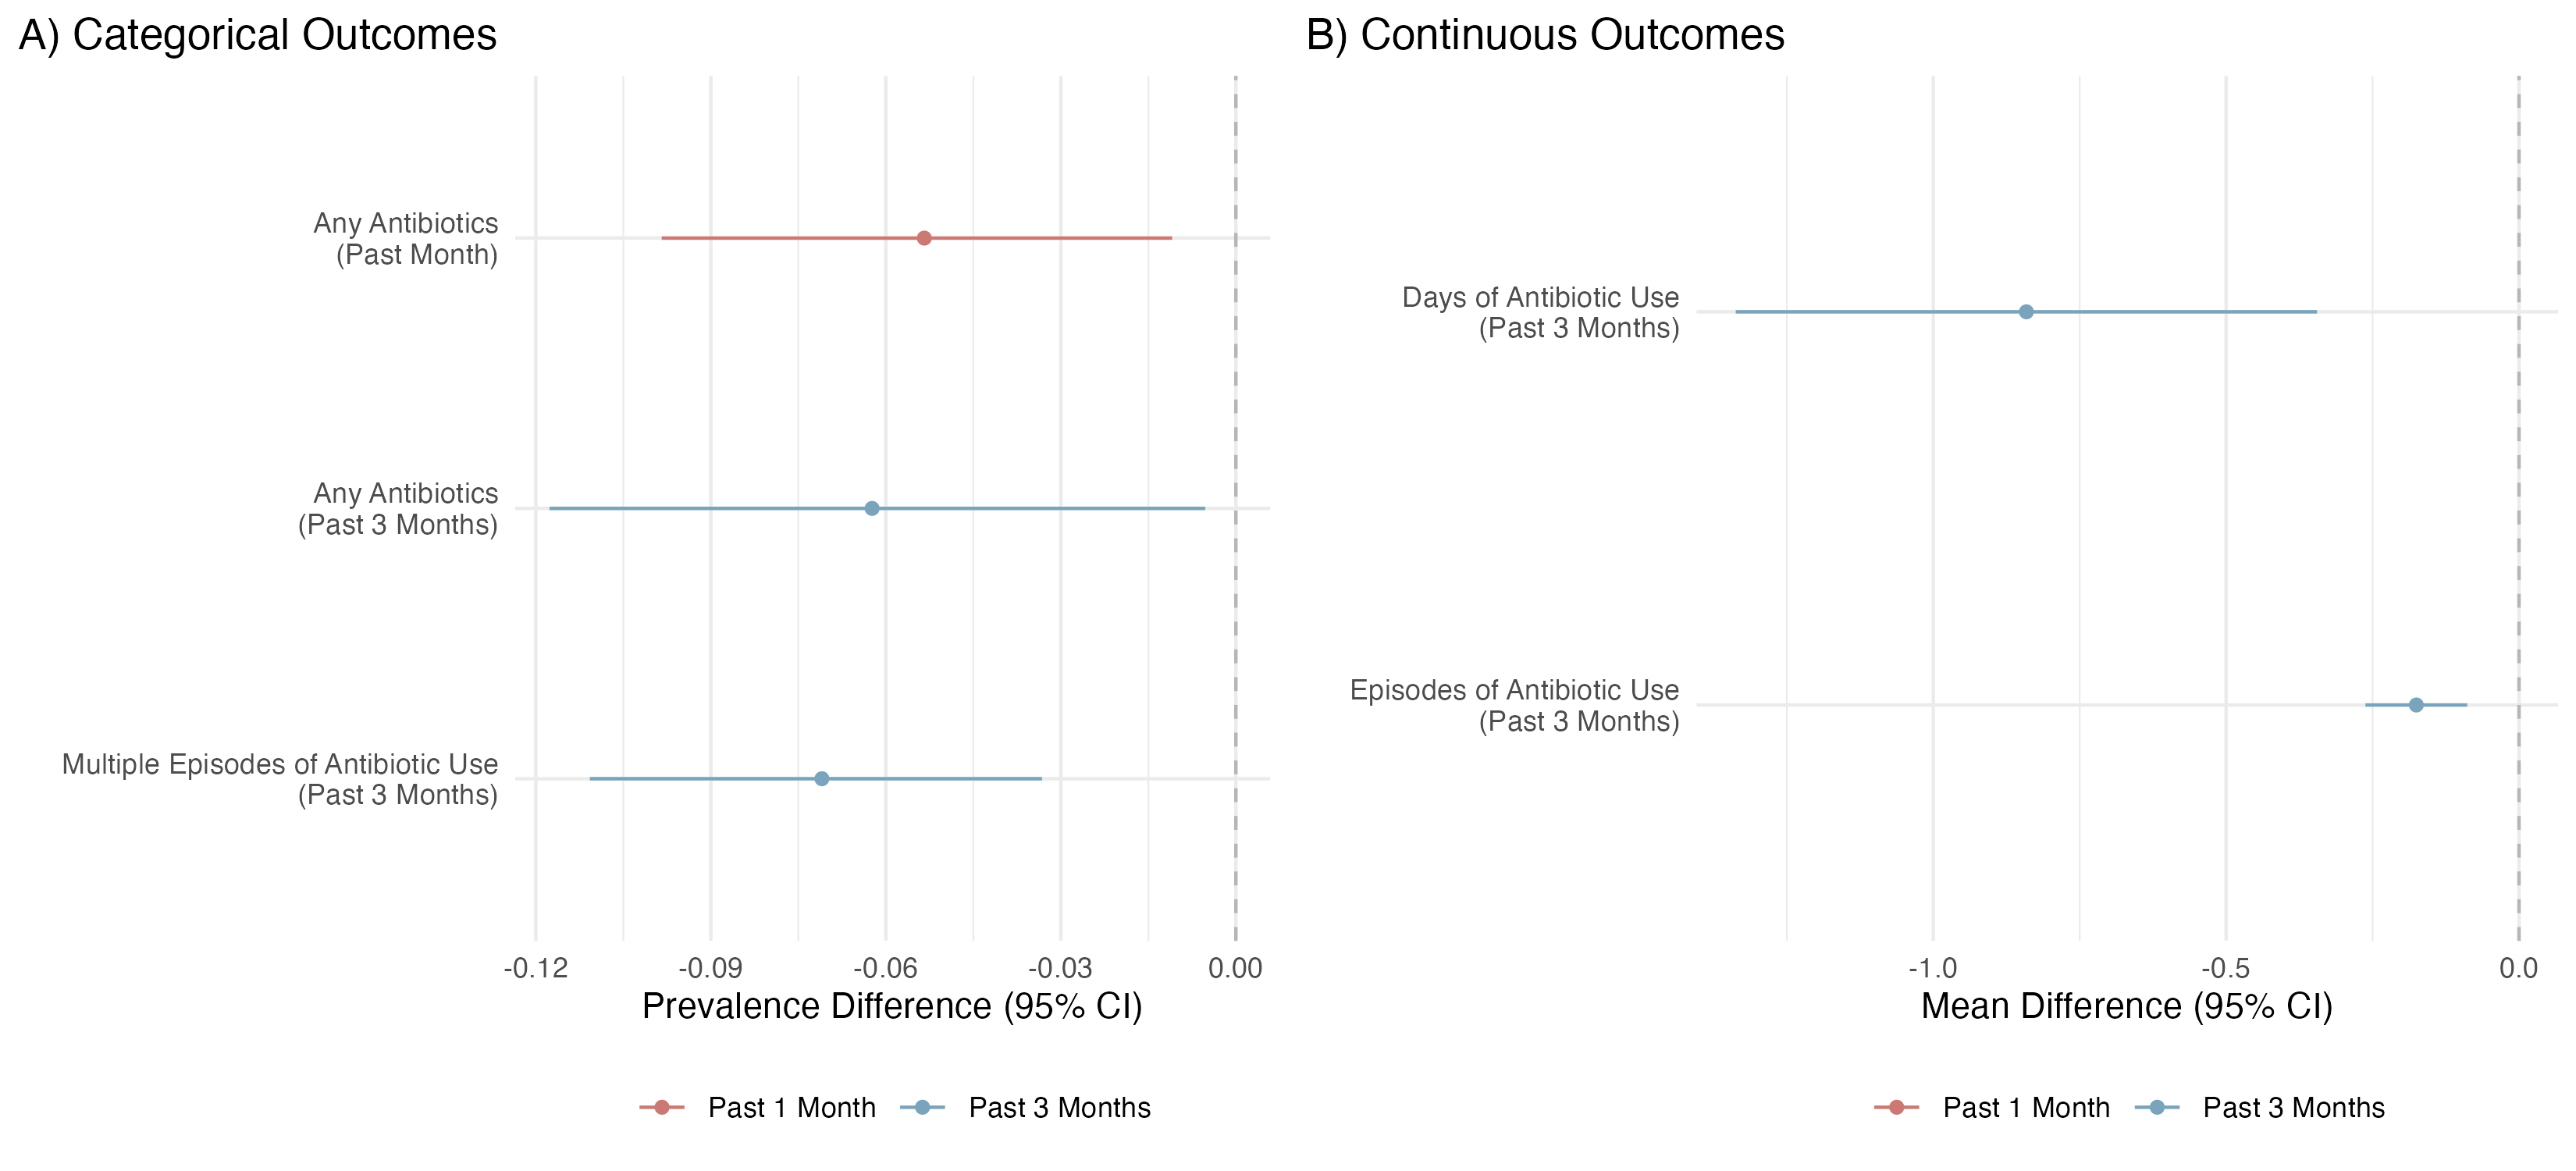 A) Categorical Outcomes
Any Antibiotics
(Past Month)
Any Antibiotics
(Past 3 Months)
Multiple Episodes of Antibiotic Use
(Past 3 Months)
-0.12 -0.09 -0.06 -0.03 0.00
Prevalence Difference (95% CI)
Past 1 Month Past 3 Months
B) Continuous Outcomes
Days of Antibiotic Use
(Past 3 Months)
Episodes of Antibiotic Use
(Past 3 Months)
-1.0 -0.5 0.0
Mean Difference (95% CI)
Past 1 Month Past 3 Months